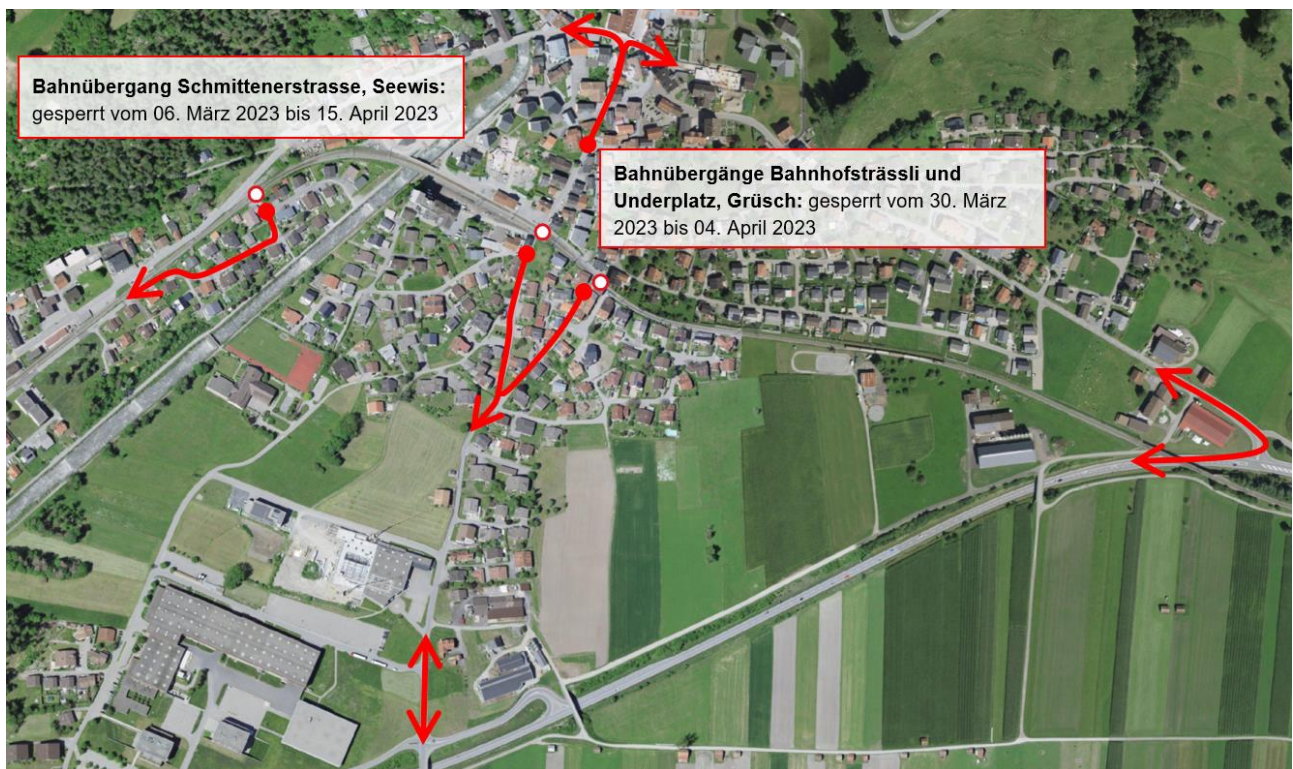 Bahnübergang Schmittenerstrasse, Seewis:
gesperrt vom 06. März 2023 bis 15. April 2023
Bahnübergänge Bahnhofsträssli und
Underplatz, Grüsch: gesperrt vom 30. März
2023 bis 04. April 2023